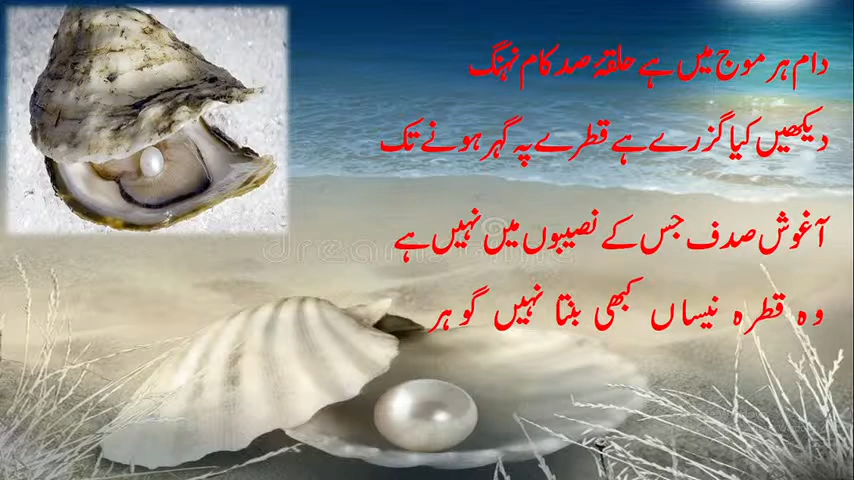 دام ہر موج میں ہے حلقۂ صد کام نہنگ
دیکھیں کیا گزرے ہے قطرے پہ گہر ہونے تک
آغوش صدف جس کے نصیبوں میں نہیں ہے
وہ قطرہ نیساں کبھی بنتا نہیں گوہر
dreamstime